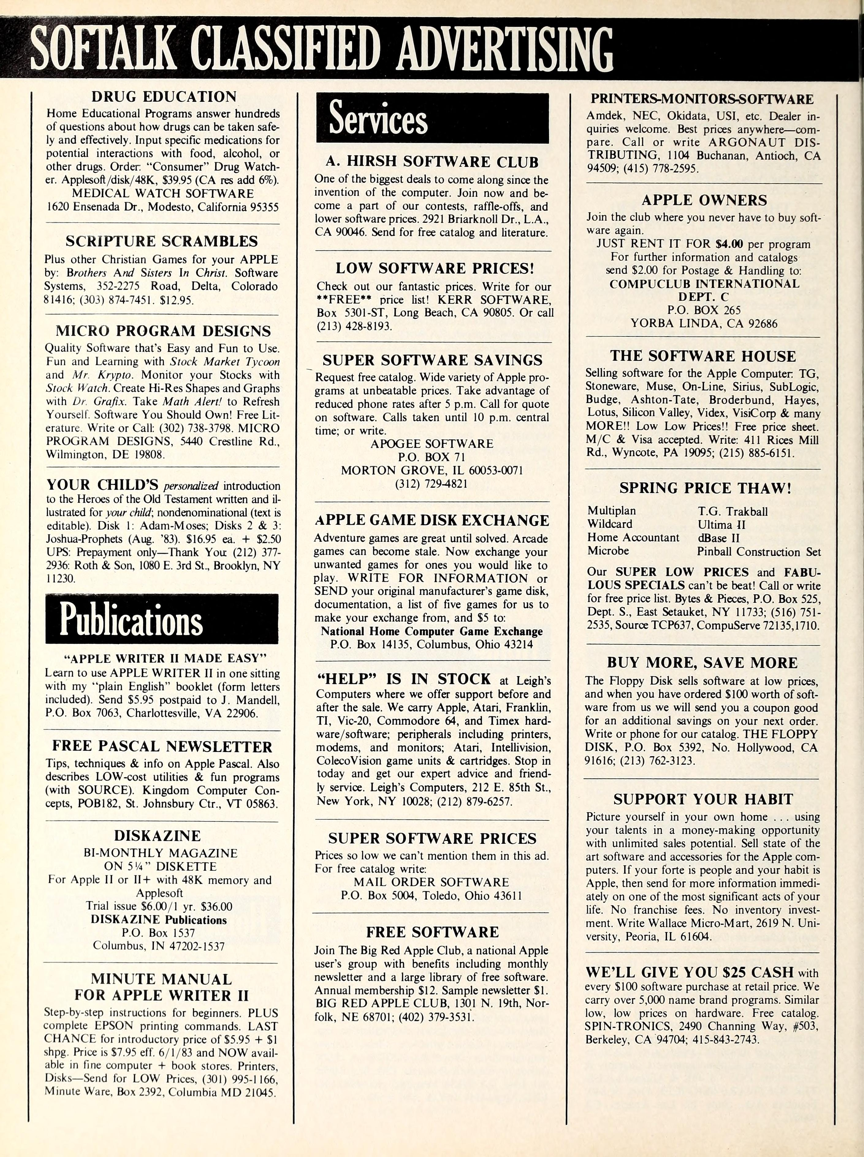 SOFTALK CLASSIFIED ADVERTISING
DRUG EDUCATION
Home Educational Programs answer hundreds
of questions about how drugs can be taken safe-
ly and effectively. Input specific medications for
potential interactions with food, alcohol, or
other drugs. Order: "Consumer" Drug Watch-
er. Applesoft/disk/48K, $39.95 (CA res add 6%).
MEDICAL WATCH SOFTWARE
1620 Ensenada Dr., Modesto, California 95355
SCRIPTURE SCRAMBLES
Plus other Christian Games for your APPLE
by: Brothers And Sisters In Christ. Software
Systems, 352-2275 Road, Delta, Colorado
81416; (303) 874-7451. $12.95.
MICRO PROGRAM DESIGNS
Quality Software that's Easy and Fun to Use.
Fun and Learning with Stock Market Tycoon
and Mr. Krypto. Monitor your Stocks with
Stock Watch. Create Hi-Res Shapes and Graphs
with Dr. Grafix. Take Math Alert! to Refresh
Yourself. Software You Should Own! Free Lit-
erature. Write or Call: (302) 738-3798. MICRO
PROGRAM DESIGNS, 5440 Crestline Rd.,
Wilmington, DE 19808.
YOUR CHILD'S personalized introduction
to the Heroes of the Old Testament written and il-
lustrated for your child; nondenominational (text is
editable). Disk 1: Adam-Moses; Disks 2 & 3:
Joshua-Prophets (Aug. '83). $16.95 ea. + $2.50
UPS: Prepayment only—Thank You: (212) 377-
2936: Roth & Son, 1080 E. 3rd St., Brooklyn, NY
11230.
Publications
"APPLE WRITER II MADE EASY"
Learn to use APPLE WRITER II in one sitting
with my "plain English" booklet (form letters
included). Send $5.95 postpaid to J. Mandell,
P.O. Box 7063, Charlottesville, VA 22906.
FREE PASCAL NEWSLETTER
Tips, techniques & info on Apple Pascal. Also
describes LOW-cost utilities & fun programs
(with SOURCE). Kingdom Computer Con-
cepts, POB182, St. Johnsbury Ctr., VT 05863.
DISKAZINE
BI-MONTHLY MAGAZINE
ON 5¼" DISKETTE
For Apple II or II+ with 48K memory and
Applesoft
Trial issue $6.00/1 yr. $36.00
DISKAZINE Publications
P.O. Box 1537
Columbus, IN 47202-1537
MINUTE MANUAL
FOR APPLE WRITER II
Step-by-step instructions for beginners. PLUS
complete EPSON printing commands. LAST
CHANCE for introductory price of $5.95 + $1
shpg. Price is $7.95 eff. 6/1/83 and NOW avail-
able in fine computer + book stores. Printers,
Disks—Send for LOW Prices, (301) 995-1166,
Minute Ware, Box 2392, Columbia MD 21045.
Services
A. HIRSH SOFTWARE CLUB
One of the biggest deals to come along since the
invention of the computer. Join now and be-
come a part of our contests, raffle-offs, and
lower software prices. 2921 Briarknoll Dr., L.A.,
CA 90046. Send for free catalog and literature.
LOW SOFTWARE PRICES!
Check out our fantastic prices. Write for our
**FREE** price list! KERR SOFTWARE,
Box 5301-ST, Long Beach, CA 90805. Or call
(213) 428-8193.
SUPER SOFTWARE SAVINGS
Request free catalog. Wide variety of Apple pro-
grams at unbeatable prices. Take advantage of
reduced phone rates after 5 p.m. Call for quote
on software. Calls taken until 10 p.m. central
time; or write.
APOGEE SOFTWARE
P.O. BOX 71
MORTON GROVE, IL 60053-0071
(312) 729-4821
APPLE GAME DISK EXCHANGE
Adventure games are great until solved. Arcade
games can become stale. Now exchange your
unwanted games for ones you would like to
play. WRITE FOR INFORMATION or
SEND your original manufacturer's game disk,
documentation, a list of five games for us to
make your exchange from, and $5 to:
National Home Computer Game Exchange
P.O. Box 14135, Columbus, Ohio 43214
"HELP" IS IN STOCK at Leigh's
Computers where we offer support before and
after the sale. We carry Apple, Atari, Franklin,
TI, Vic-20, Commodore 64, and Timex hard-
ware/software; peripherals including printers,
modems, and monitors; Atari, Intellivision,
ColecoVision game units & cartridges. Stop in
today and get our expert advice and friend-
ly service. Leigh's Computers, 212 E. 85th St.,
New York, NY 10028; (212) 879-6257.
SUPER SOFTWARE PRICES
Prices so low we can't mention them in this ad.
For free catalog write:
MAIL ORDER SOFTWARE
P.O. Box 5004, Toledo, Ohio 43611
FREE SOFTWARE
Join The Big Red Apple Club, a national Apple
user's group with benefits including monthly
newsletter and a large library of free software.
Annual membership $12. Sample newsletter $1.
BIG RED APPLE CLUB, 1301 N. 19th, Nor-
folk, NE 68701; (402) 379-3531.
PRINTERS-MONITORS-SOFTWARE
Amdek, NEC, Okidata, USI, etc. Dealer in-
quiries welcome. Best prices anywhere—com-
pare. Call or write ARGONAUT DIS-
TRIBUTING, 1104 Buchanan, Antioch, CA
94509; (415) 778-2595.
APPLE OWNERS
Join the club where you never have to buy soft-
ware again.
JUST RENT IT FOR $4.00 per program
For further information and catalogs
send $2.00 for Postage & Handling to:
COMPUCLUB INTERNATIONAL
DEPT. C
P.O. BOX 265
YORBA LINDA, CA 92686
THE SOFTWARE HOUSE
Selling software for the Apple Computer: TG,
Stoneware, Muse, On-Line, Sirius, SubLogic,
Budge, Ashton-Tate, Broderbund, Hayes,
Lotus, Silicon Valley, Videx, VisiCorp & many
MORE!! Low Low Prices!! Free price sheet.
M/C & Visa accepted. Write: 411 Rices Mill
Rd., Wyncote, PA 19095; (215) 885-6151.
SPRING PRICE THAW!
Multiplan T.G. Trakball
Wildcard Ultima II
Home Accountant dBase II
Microbe Pinball Construction Set
Our SUPER LOW PRICES and FABU-
LOUS SPECIALS can't be beat! Call or write
for free price list. Bytes & Pieces, P.O. Box 525,
Dept. S., East Setauket, NY 11733; (516) 751-
2535, Source TCP637, CompuServe 72135,1710.
BUY MORE, SAVE MORE
The Floppy Disk sells software at low prices,
and when you have ordered $100 worth of soft-
ware from us we will send you a coupon good
for an additional savings on your next order.
Write or phone for our catalog. THE FLOPPY
DISK, P.O. Box 5392, No. Hollywood, CA
91616; (213) 762-3123.
SUPPORT YOUR HABIT
Picture yourself in your own home . . . using
your talents in a money-making opportunity
with unlimited sales potential. Sell state of the
art software and accessories for the Apple com-
puters. If your forte is people and your habit is
Apple, then send for more information immedi-
ately on one of the most significant acts of your
life. No franchise fees. No inventory invest-
ment. Write Wallace Micro-Mart, 2619 N. Uni-
versity, Peoria, IL 61604.
WE'LL GIVE YOU $25 CASH with
every $100 software purchase at retail price. We
carry over 5,000 name brand programs. Similar
low, low prices on hardware. Free catalog.
SPIN-TRONICS, 2490 Channing Way, #503,
Berkeley, CA 94704; 415-843-2743.